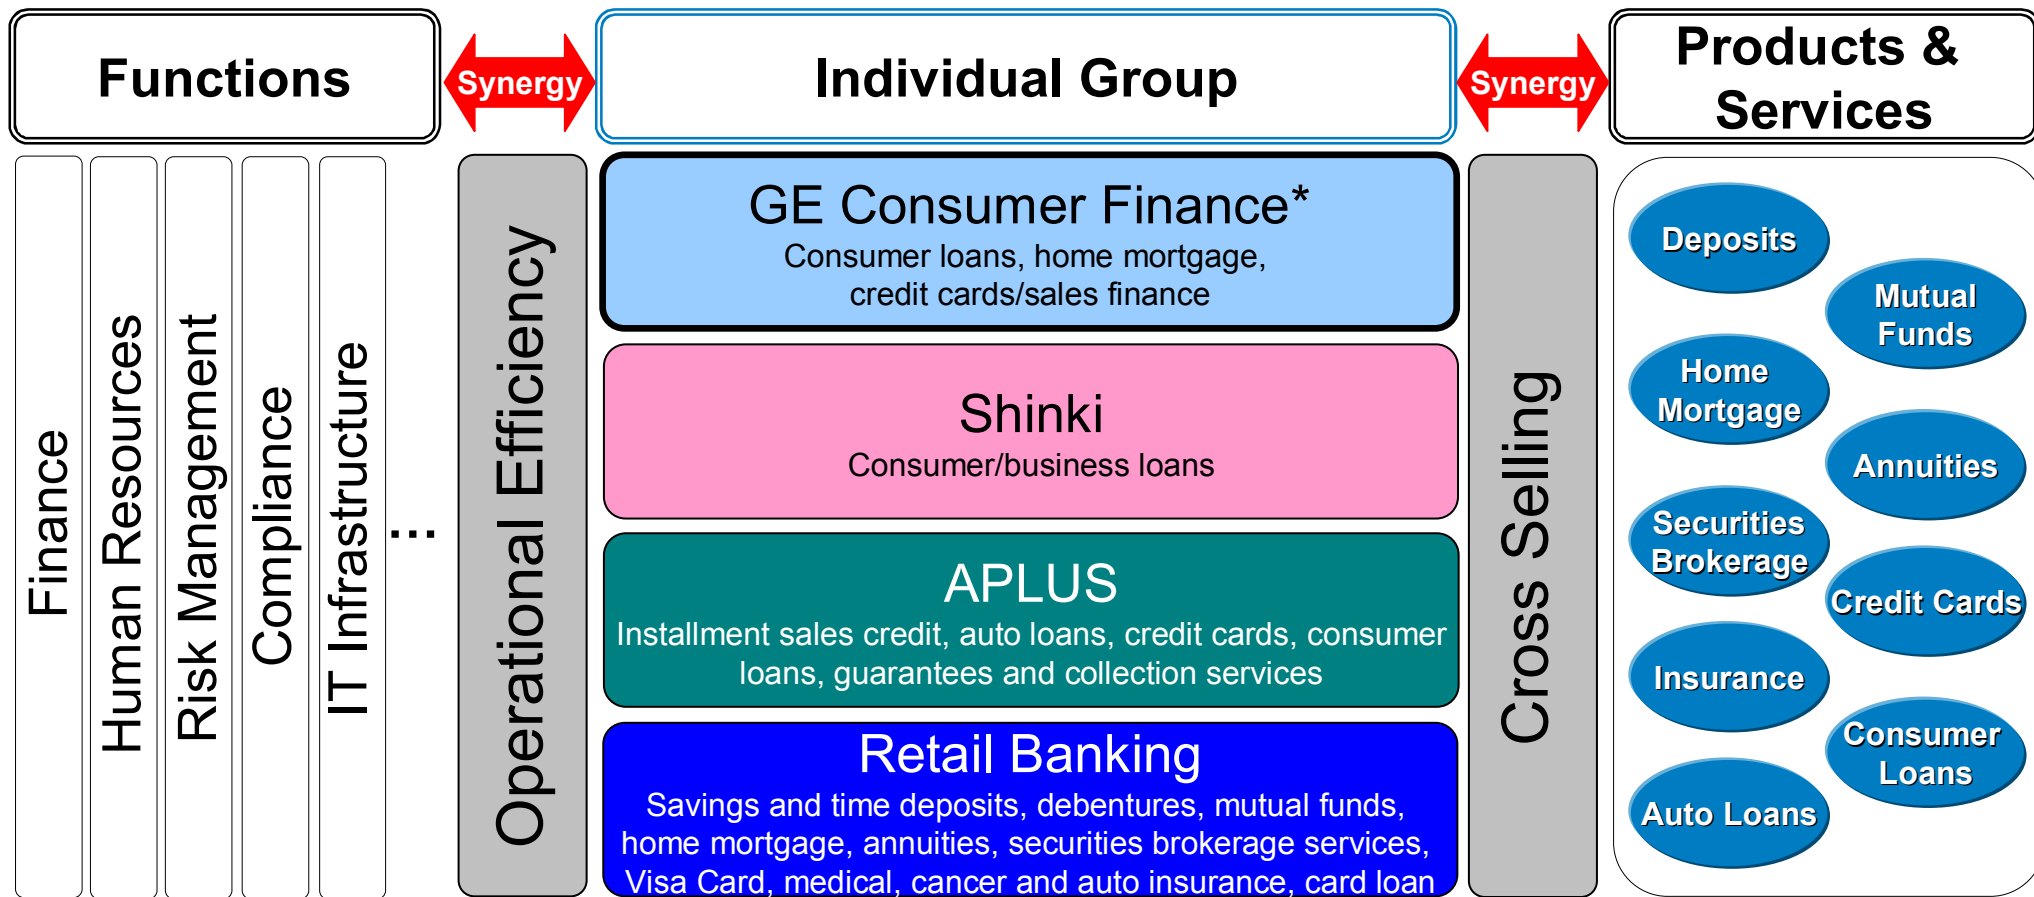 Functions
Synergy
Individual Group
Synergy
Products &
Services
Finance
Human Resources
Risk Management
Compliance
IT Infrastructure
...
Operational Efficiency
GE Consumer Finance*
Consumer loans, home mortgage,
credit cards/sales finance
Shinki
Consumer/business loans
APLUS
Installment sales credit, auto loans, credit cards, consumer
loans, guarantees and collection services
Retail Banking
Savings and time deposits, debentures, mutual funds,
home mortgage, annuities, securities brokerage services,
Visa Card, medical, cancer and auto insurance, card loan
Cross Selling
Deposits
Mutual
Funds
Home
Mortgage
Annuities
Securities
Brokerage
Credit Cards
Insurance
Consumer
Loans
Auto Loans